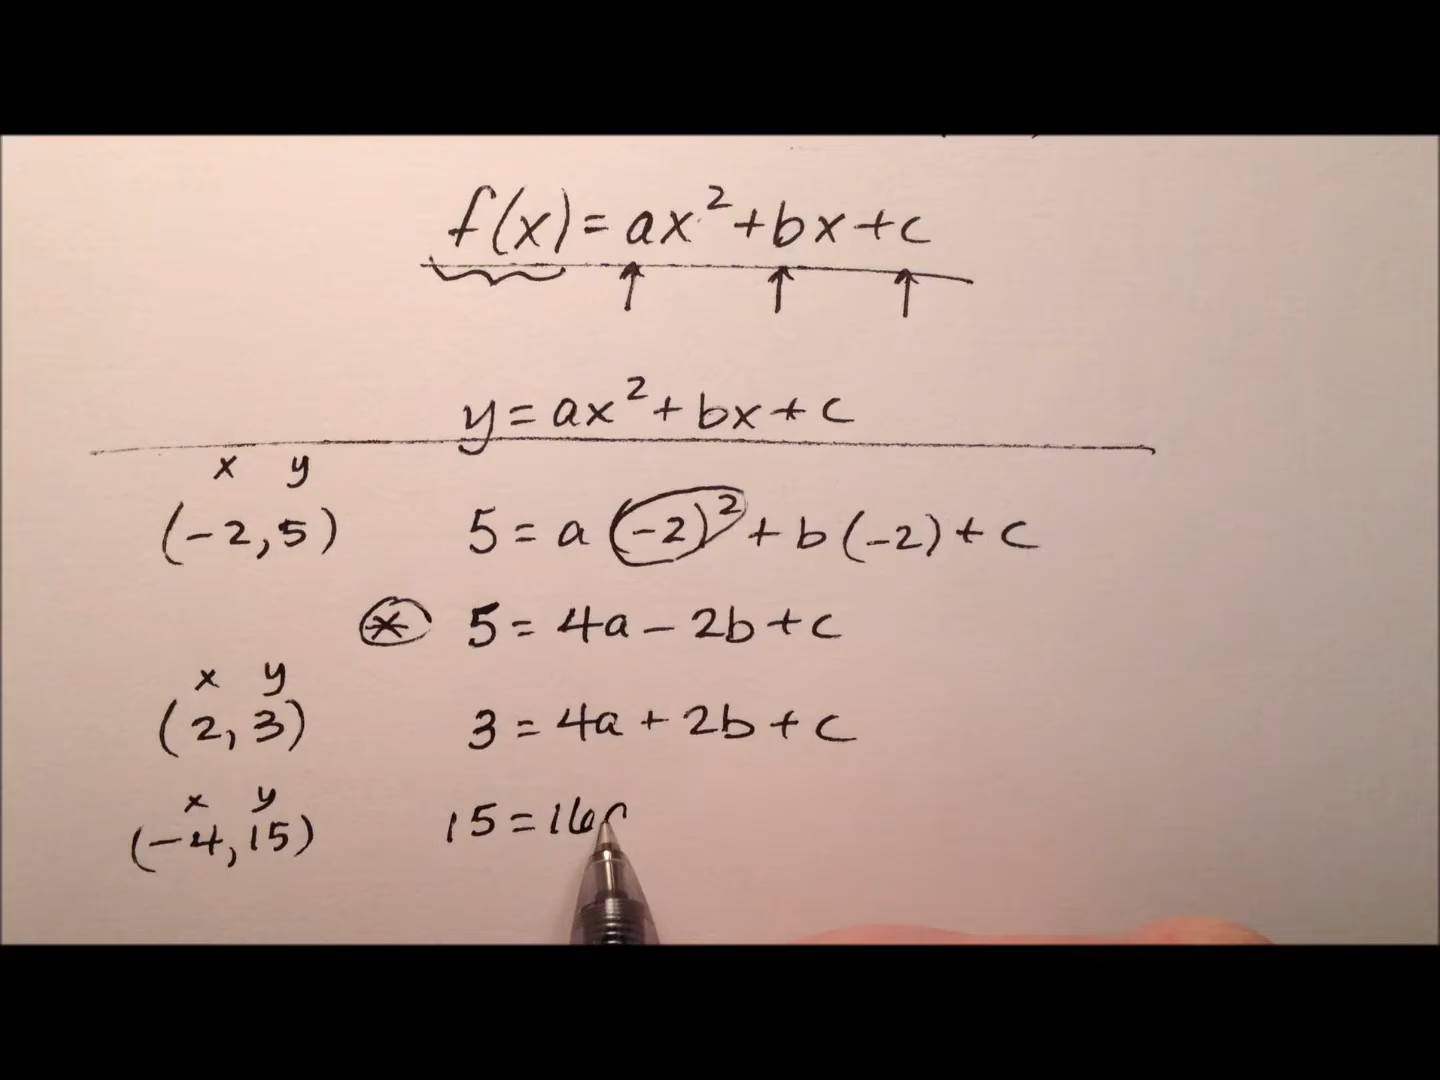 f(x) = ax² + bx + c
y = ax² + bx + c
x y
(-2, 5) 5 = a (-2)² + b (-2) + c
* 5 = 4a - 2b + c
x y
(2, 3) 3 = 4a + 2b + c
x y
(-4, 15) 15 = 16